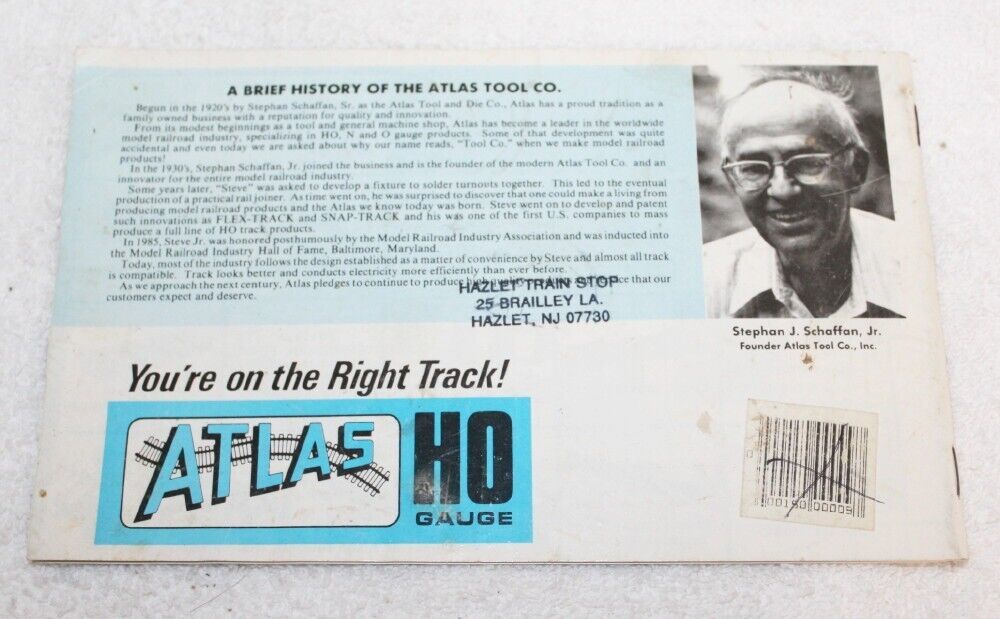 A BRIEF HISTORY OF THE ATLAS TOOL CO.
Begun in the 1920's by Stephan Schaffan, Sr. as the Atlas Tool and Die Co., Atlas has a proud tradition as a
family owned business with a reputation for quality and innovation.
From its modest beginnings as a tool and general machine shop, Atlas has become a leader in the worldwide
model railroad industry, specializing in HO, N and O gauge products. Some of that development was quite
accidental and even today we are asked about why our name reads, "Tool Co." when we make model railroad
products!
In the 1930's, Stephan Schaffan, Jr. joined the business and is the founder of the modern Atlas Tool Co. and an
innovator for the entire model railroad industry.
Some years later, "Steve" was asked to develop a fixture to solder turnouts together. This led to the eventual
production of a practical rail joiner. As time went on, he was surprised to discover that one could make a living from
producing model railroad products and the Atlas we know today was born. Steve went on to develop and patent
such innovations as FLEX-TRACK and SNAP-TRACK and his was one of the first U.S. companies to mass
produce a full line of HO track products.
In 1985, Steve Jr. was honored posthumously by the Model Railroad Industry Association and was inducted into
the Model Railroad Industry Hall of Fame, Baltimore, Maryland.
Today, most of the industry follows the design established as a matter of convenience by Steve and almost all track
is compatible. Track looks better and conducts electricity more efficiently than ever before.
As we approach the next century, Atlas pledges to continue to produce that our
customers expect and deserve.
HAZLET TRAIN STOP
25 BRAILLEY LA.
HAZLET, NJ 07730
Stephan J. Schaffan, Jr.
Founder Atlas Tool Co., Inc.
You're on the Right Track!
ATLAS
HO
GAUGE